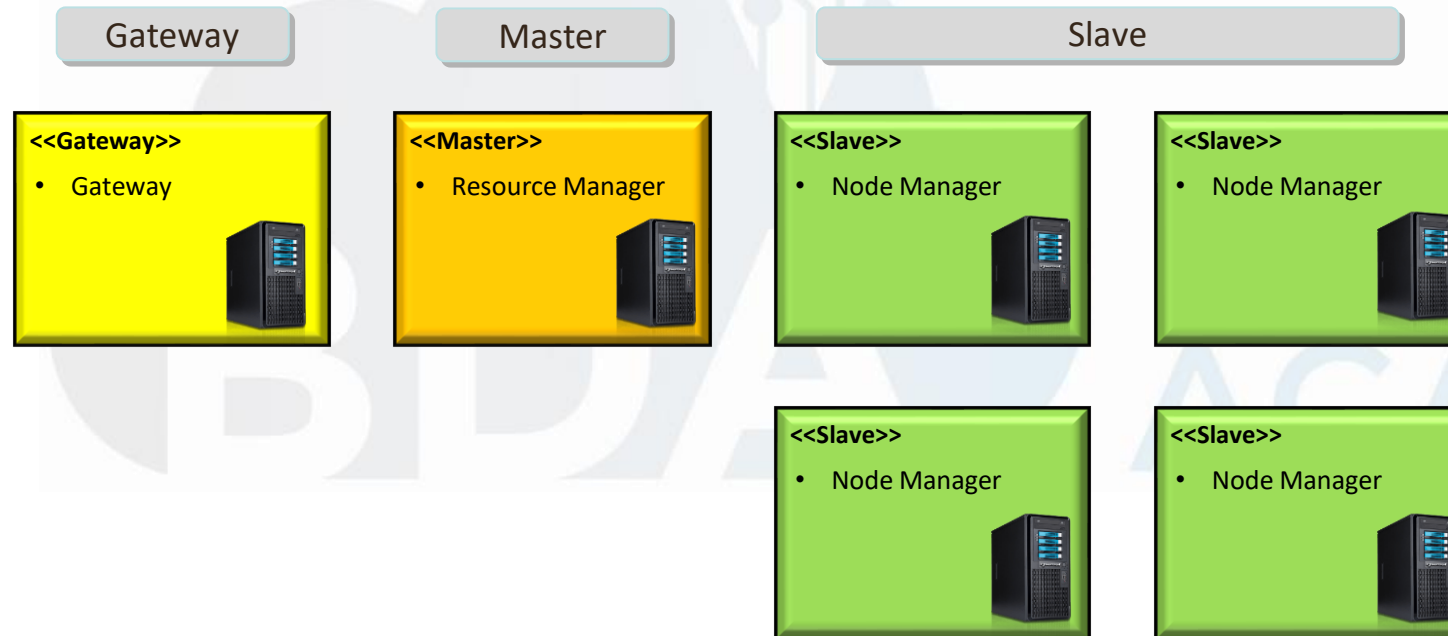 Gateway
Master
Slave
<<Gateway>>
• Gateway
<<Master>>
• Resource Manager
<<Slave>>
• Node Manager
<<Slave>>
• Node Manager
<<Slave>>
• Node Manager
<<Slave>>
• Node Manager
BDA